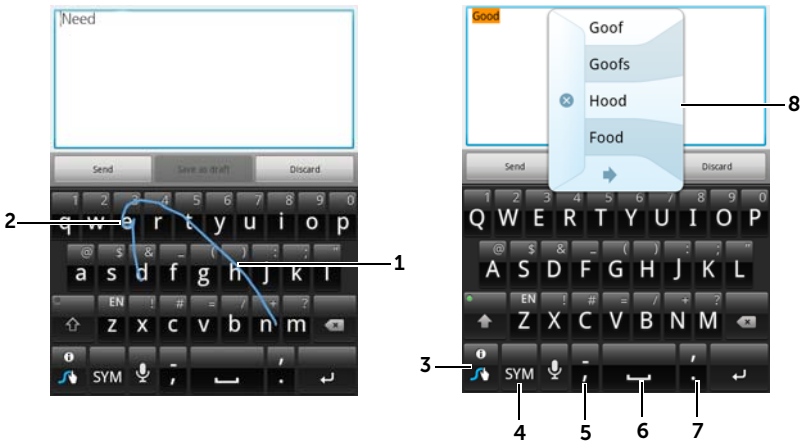 Need
Send Save as draft Discard
1 2 3 4 5 6 7 8 9 0
q w e r t y u i o p
@ $ & _ ( ) : ; "
a s d f g h j k l
EN ! # = / + ?
z x c v b n m
SYM - , ' .
2
1
Good
Goof
Goofs
Hood
Food
Send Discard
1 2 3 4 5 6 7 8 9 0
Q W E R T Y U I O P
@ $ & _ ( ) : ; "
A S D F G H J K L
EN ! # = / + ?
Z X C V B N M
SYM - , ' .
8
3
4 5 6 7